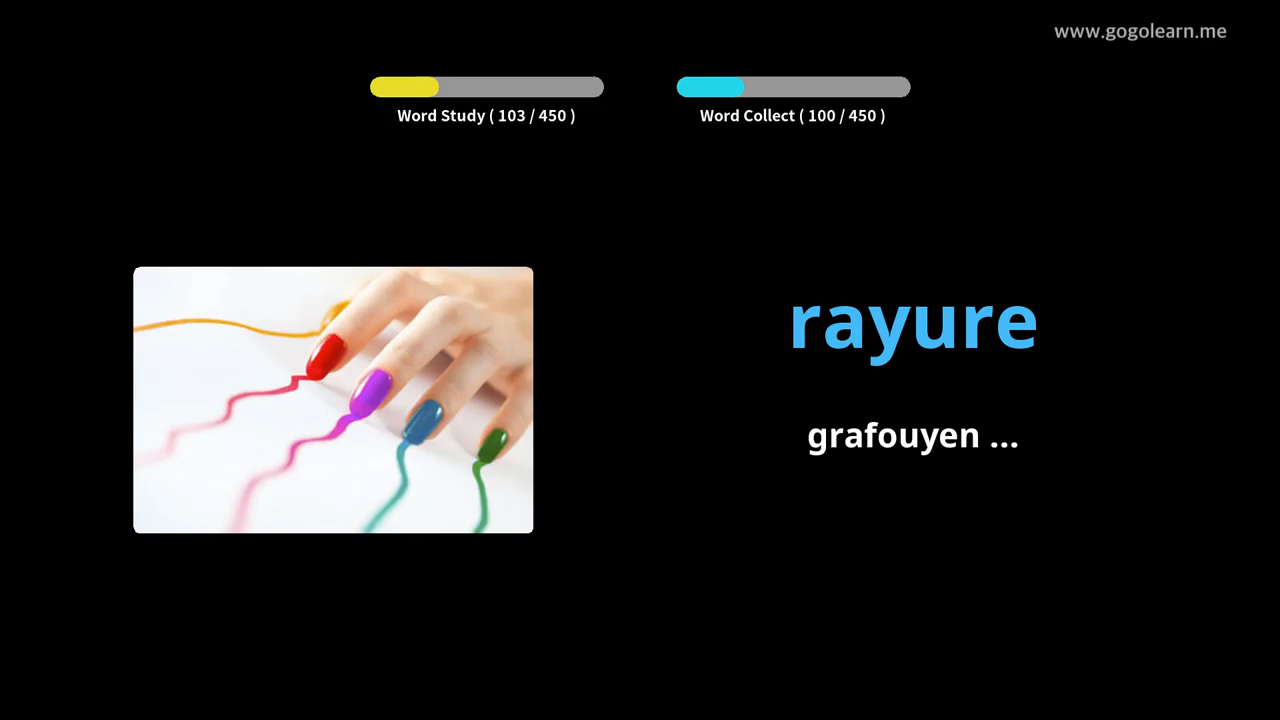 www.gogolearn.me
Word Study ( 103 / 450 )
Word Collect ( 100 / 450 )
rayure
grafouyen ...